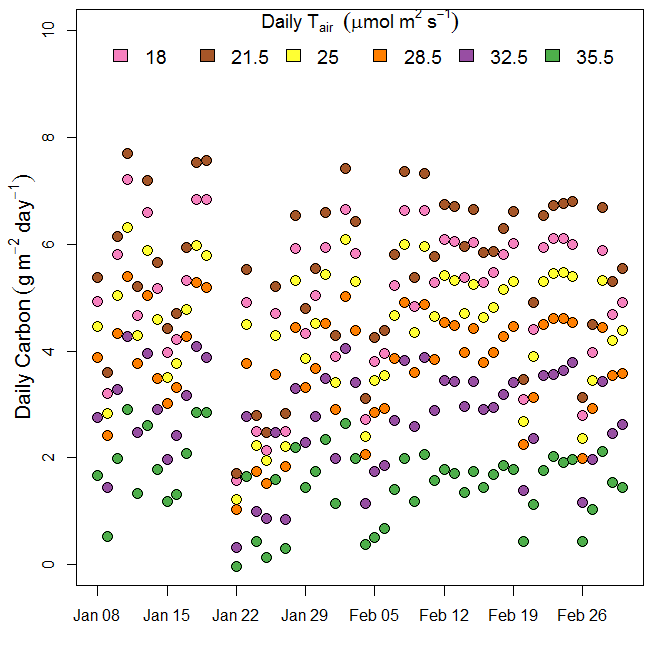 Daily T_air (μmol m² s⁻¹)
18 21.5 25 28.5 32.5 35.5
Daily Carbon (g m⁻² day⁻¹)
10
8
6
4
2
0
Jan 08 Jan 15 Jan 22 Jan 29 Feb 05 Feb 12 Feb 19 Feb 26